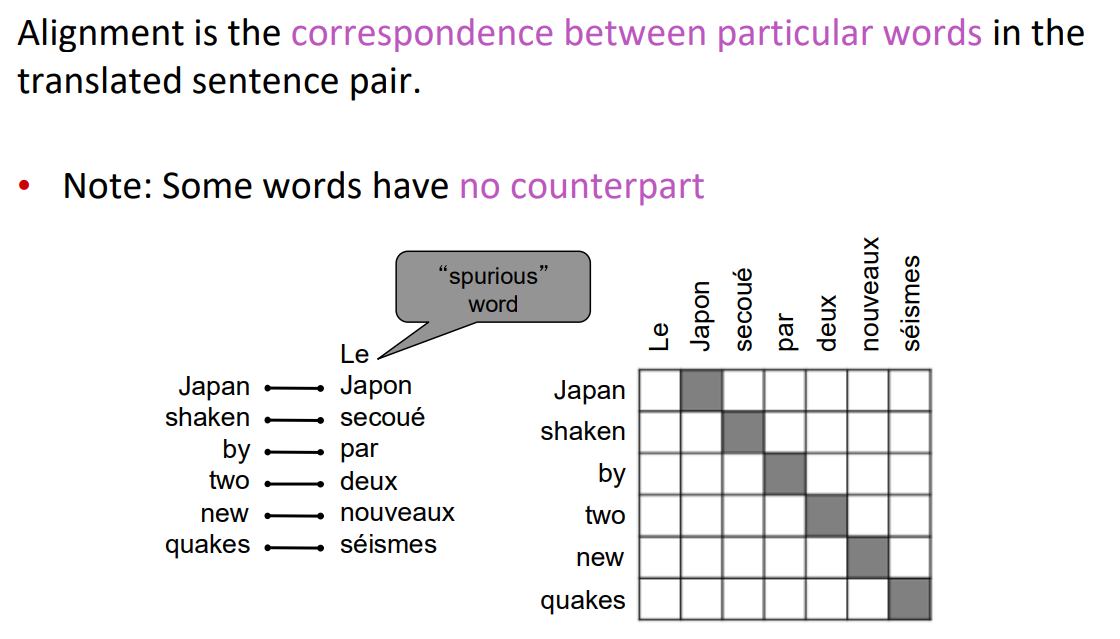 Alignment is the correspondence between particular words in the
translated sentence pair.
• Note: Some words have no counterpart
“spurious”
word
Le
Japan Japon
shaken secoué
by par
two deux
new nouveaux
quakes séismes
Le Japon secoué par deux nouveaux séismes
Japan
shaken
by
two
new
quakes